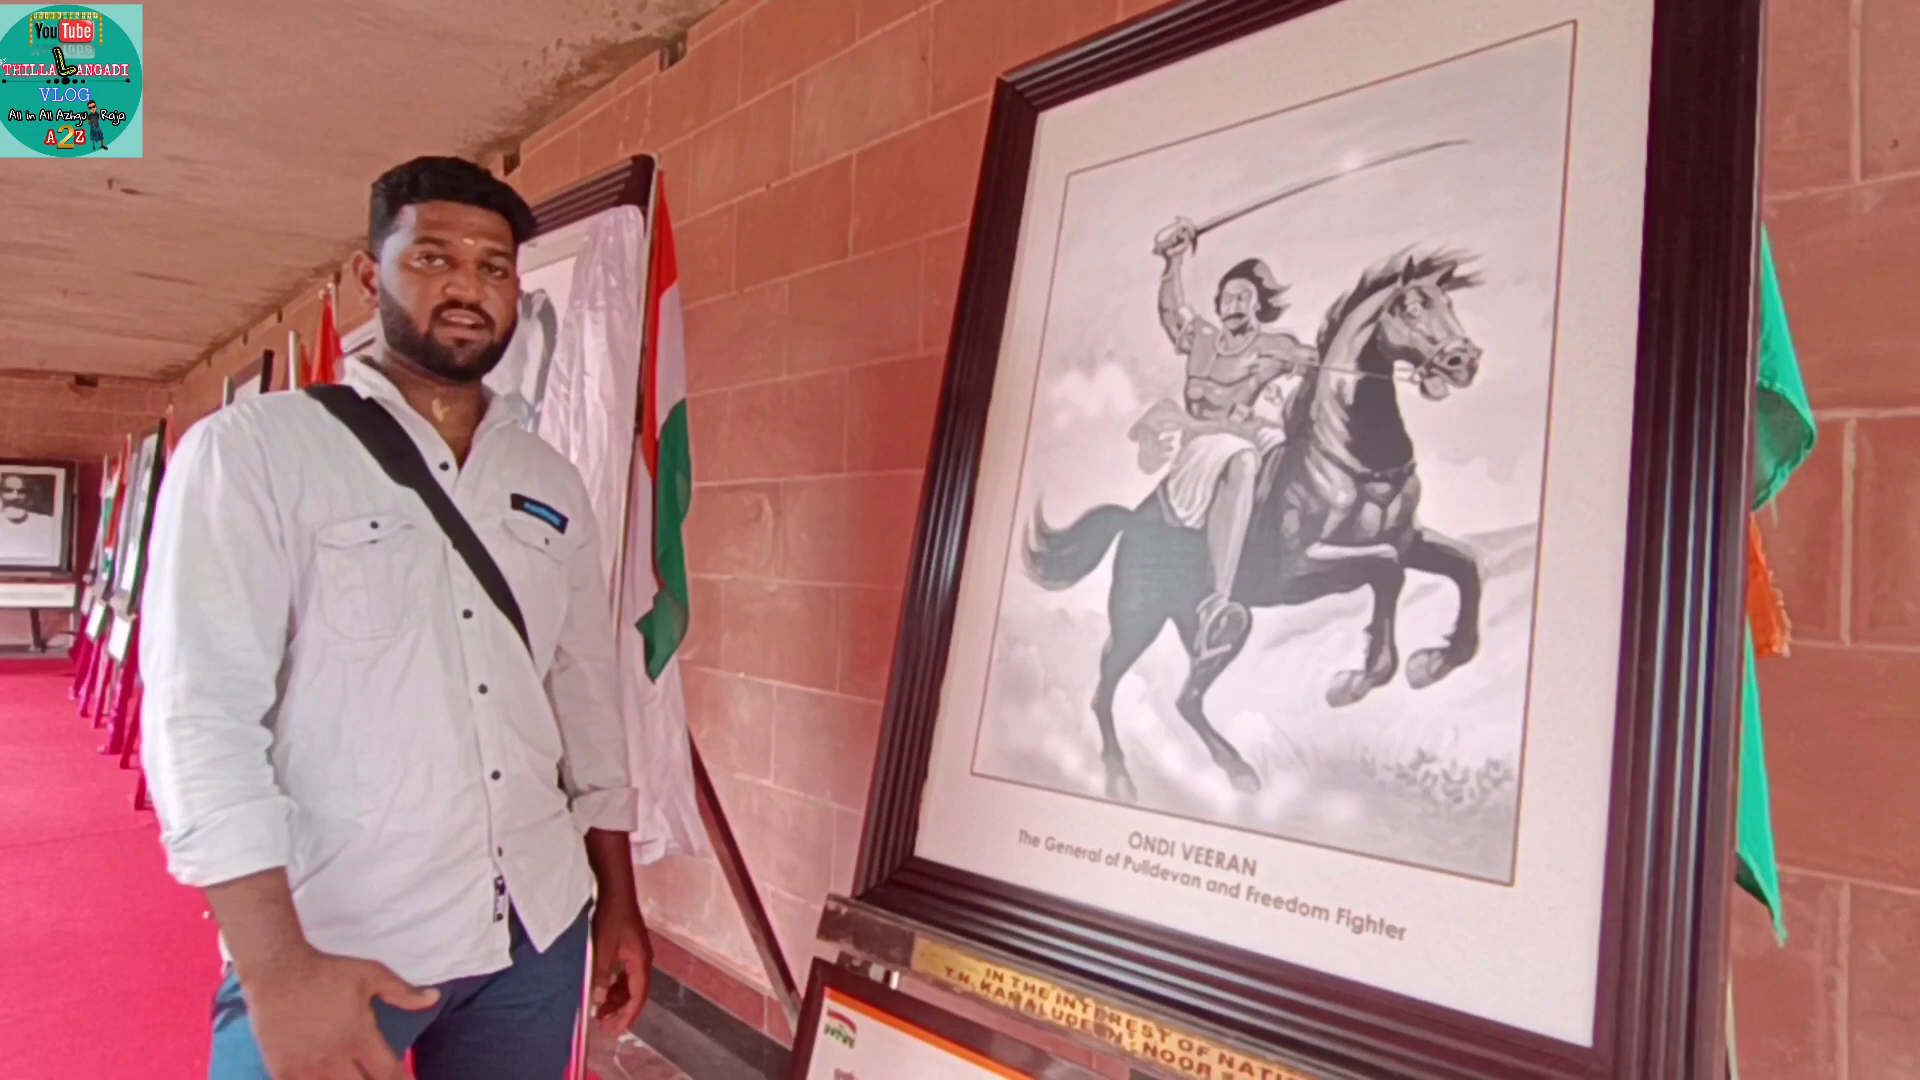 YouTube
THILLALANGADI
VLOG
All in All Azhgu Raja
A2Z
ONDI VEERAN
The General of Pulidevan and Freedom Fighter
IN THE INTEREST OF NATI
T.N. KAMALUDEEN, NOOR